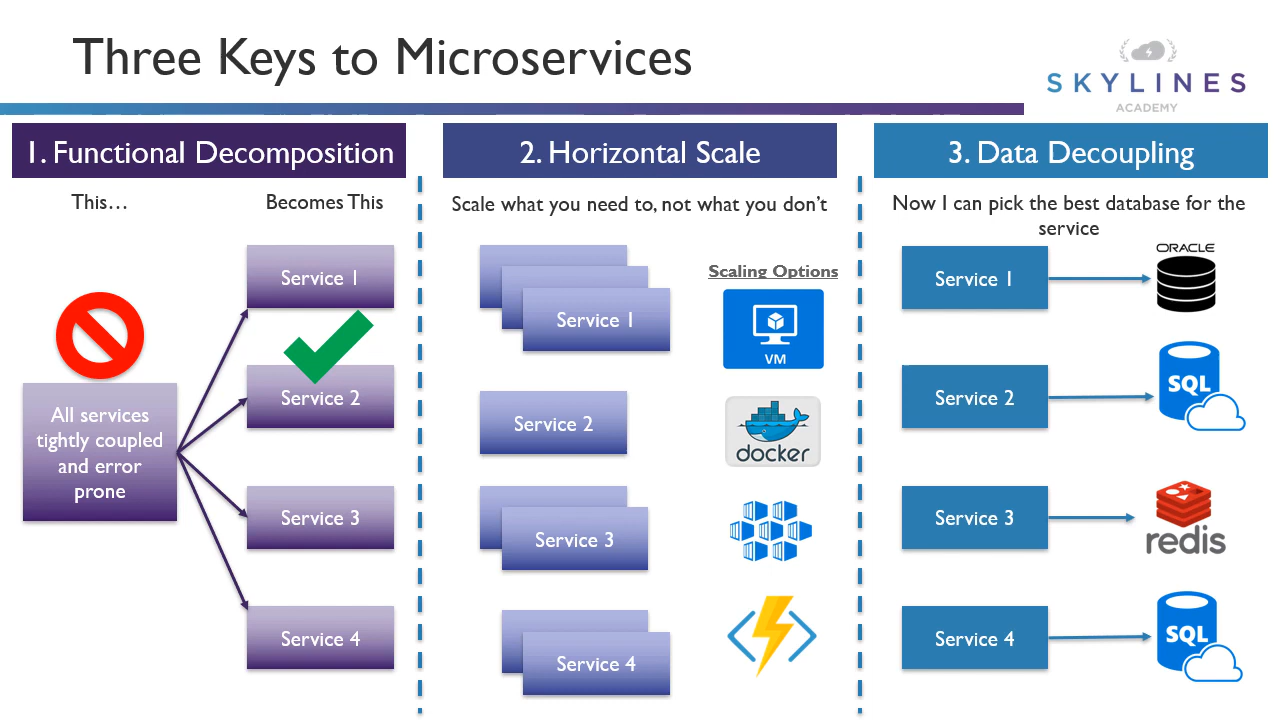 Three Keys to Microservices
SKYLINES
ACADEMY
1. Functional Decomposition
This…
Becomes This
All services
tightly coupled
and error
prone
Service 1
Service 2
Service 3
Service 4
2. Horizontal Scale
Scale what you need to, not what you don't
Scaling Options
Service 1
VM
Service 2
docker
Service 3
Service 4
3. Data Decoupling
Now I can pick the best database for the
service
Service 1
ORACLE
Service 2
SQL
Service 3
redis
Service 4
SQL